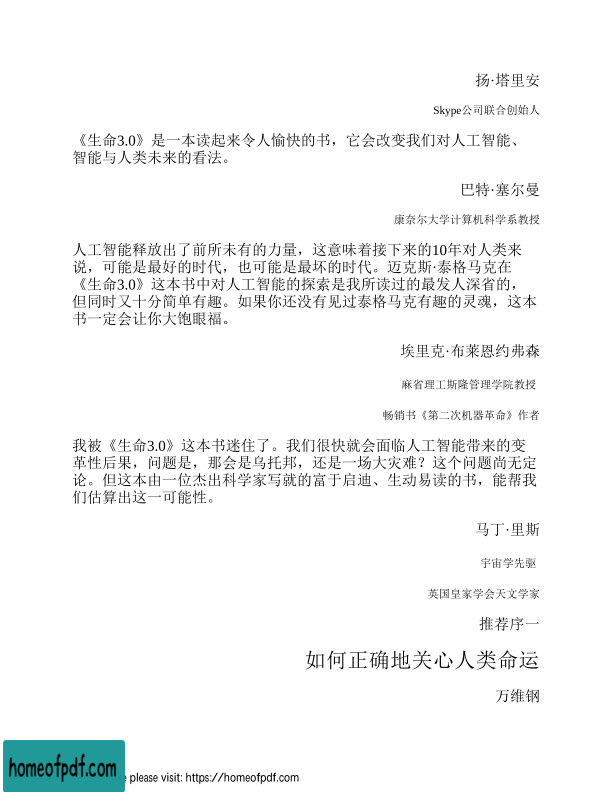 扬·塔里安
Skype公司联合创始人
《生命3.0》是一本读起来令人愉快的书，它会改变我们对人工智能、
智能与人类未来的看法。
巴特·塞尔曼
康奈尔大学计算机科学系教授
人工智能释放出了前所未有的力量，这意味着接下来的10年对人类来
说，可能是最好的时代，也可能是最坏的时代。迈克斯·泰格马克在
《生命3.0》这本书中对人工智能的探索是我所读过的最发人深省的，
但同时又十分简单有趣。如果你还没有见过泰格马克有趣的灵魂，这本
书一定会让你大饱眼福。
埃里克·布莱恩约弗森
麻省理工斯隆管理学院教授
畅销书《第二次机器革命》作者
我被《生命3.0》这本书迷住了。我们很快就会面临人工智能带来的变
革性后果，问题是，那会是乌托邦，还是一场大灾难？这个问题尚无定
论。但这本由一位杰出科学家写就的富于启迪、生动易读的书，能帮我
们估算出这一可能性。
马丁·里斯
宇宙学先驱
英国皇家学会天文学家
推荐序一
如何正确地关心人类命运
万维钢
homeofpdf.com
please visit: https://homeofpdf.com